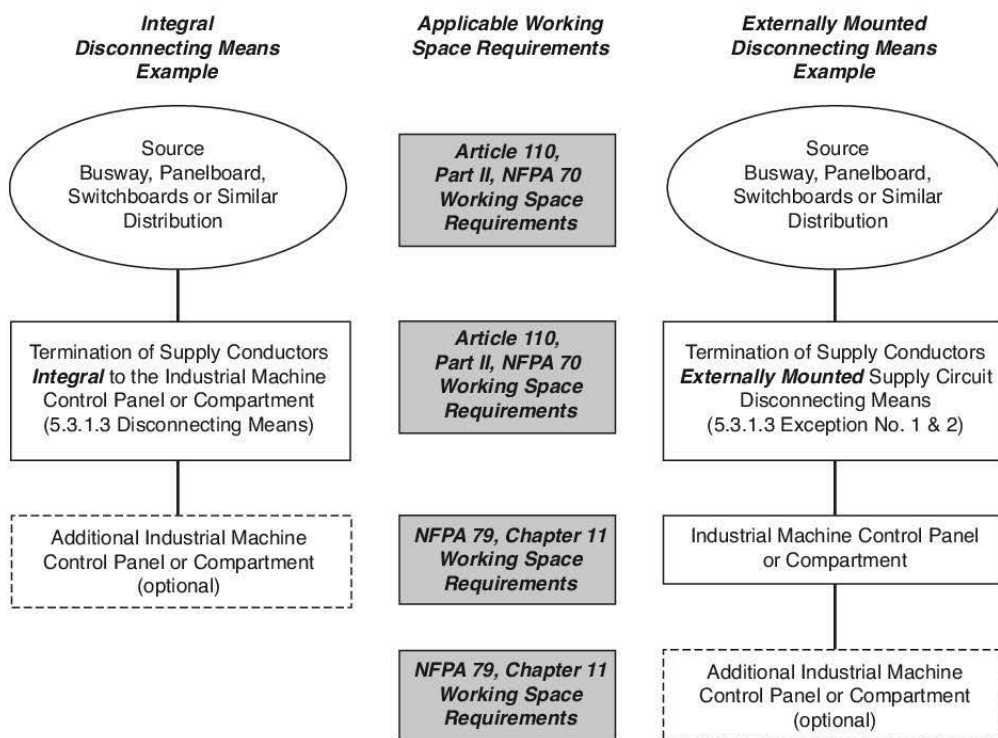 Integral
Disconnecting Means
Example
Applicable Working
Space Requirements
Externally Mounted
Disconnecting Means
Example
Source
Busway, Panelboard,
Switchboards or Similar
Distribution
Article 110,
Part II, NFPA 70
Working Space
Requirements
Source
Busway, Panelboard,
Switchboards or Similar
Distribution
Termination of Supply Conductors
Integral to the Industrial Machine
Control Panel or Compartment
(5.3.1.3 Disconnecting Means)
Article 110,
Part II, NFPA 70
Working Space
Requirements
Termination of Supply Conductors
Externally Mounted Supply Circuit
Disconnecting Means
(5.3.1.3 Exception No. 1 & 2)
Additional Industrial Machine
Control Panel or Compartment
(optional)
NFPA 79, Chapter 11
Working Space
Requirements
Industrial Machine Control Panel
or Compartment
NFPA 79, Chapter 11
Working Space
Requirements
Additional Industrial Machine
Control Panel or Compartment
(optional)